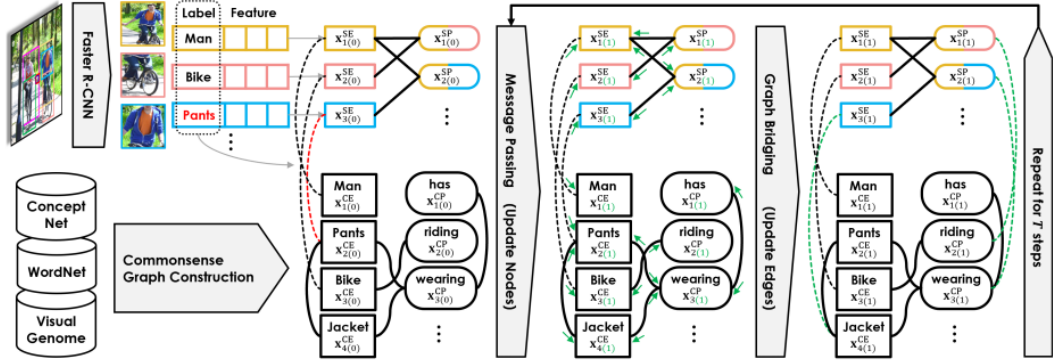 Faster R-CNN
Label Feature
Man
Bike
Pants
⋮
Concept
Net
WordNet
Visual
Genome
Commonsense
Graph Construction
x^SE_1(0)
x^SP_1(0)
x^SE_2(0)
x^SP_2(0)
x^SE_3(0)
⋮
Man
x^CE_1(0)
has
x^CP_1(0)
Pants
x^CE_2(0)
riding
x^CP_2(0)
Bike
x^CE_3(0)
wearing
x^CP_3(0)
Jacket
x^CE_4(0)
⋮
Message Passing
(Update Nodes)
x^SE_1(1)
x^SP_1(1)
x^SE_2(1)
x^SP_2(1)
x^SE_3(1)
⋮
Man
x^CE_1(1)
has
x^CP_1(1)
Pants
x^CE_2(1)
riding
x^CP_2(1)
Bike
x^CE_3(1)
wearing
x^CP_3(1)
Jacket
x^CE_4(1)
⋮
Graph Bridging
(Update Edges)
x^SE_1(1)
x^SP_1(1)
x^SE_2(1)
x^SP_2(1)
x^SE_3(1)
⋮
Man
x^CE_1(1)
has
x^CP_1(1)
Pants
x^CE_2(1)
riding
x^CP_2(1)
Bike
x^CE_3(1)
wearing
x^CP_3(1)
Jacket
x^CE_4(1)
⋮
Repeat for T steps